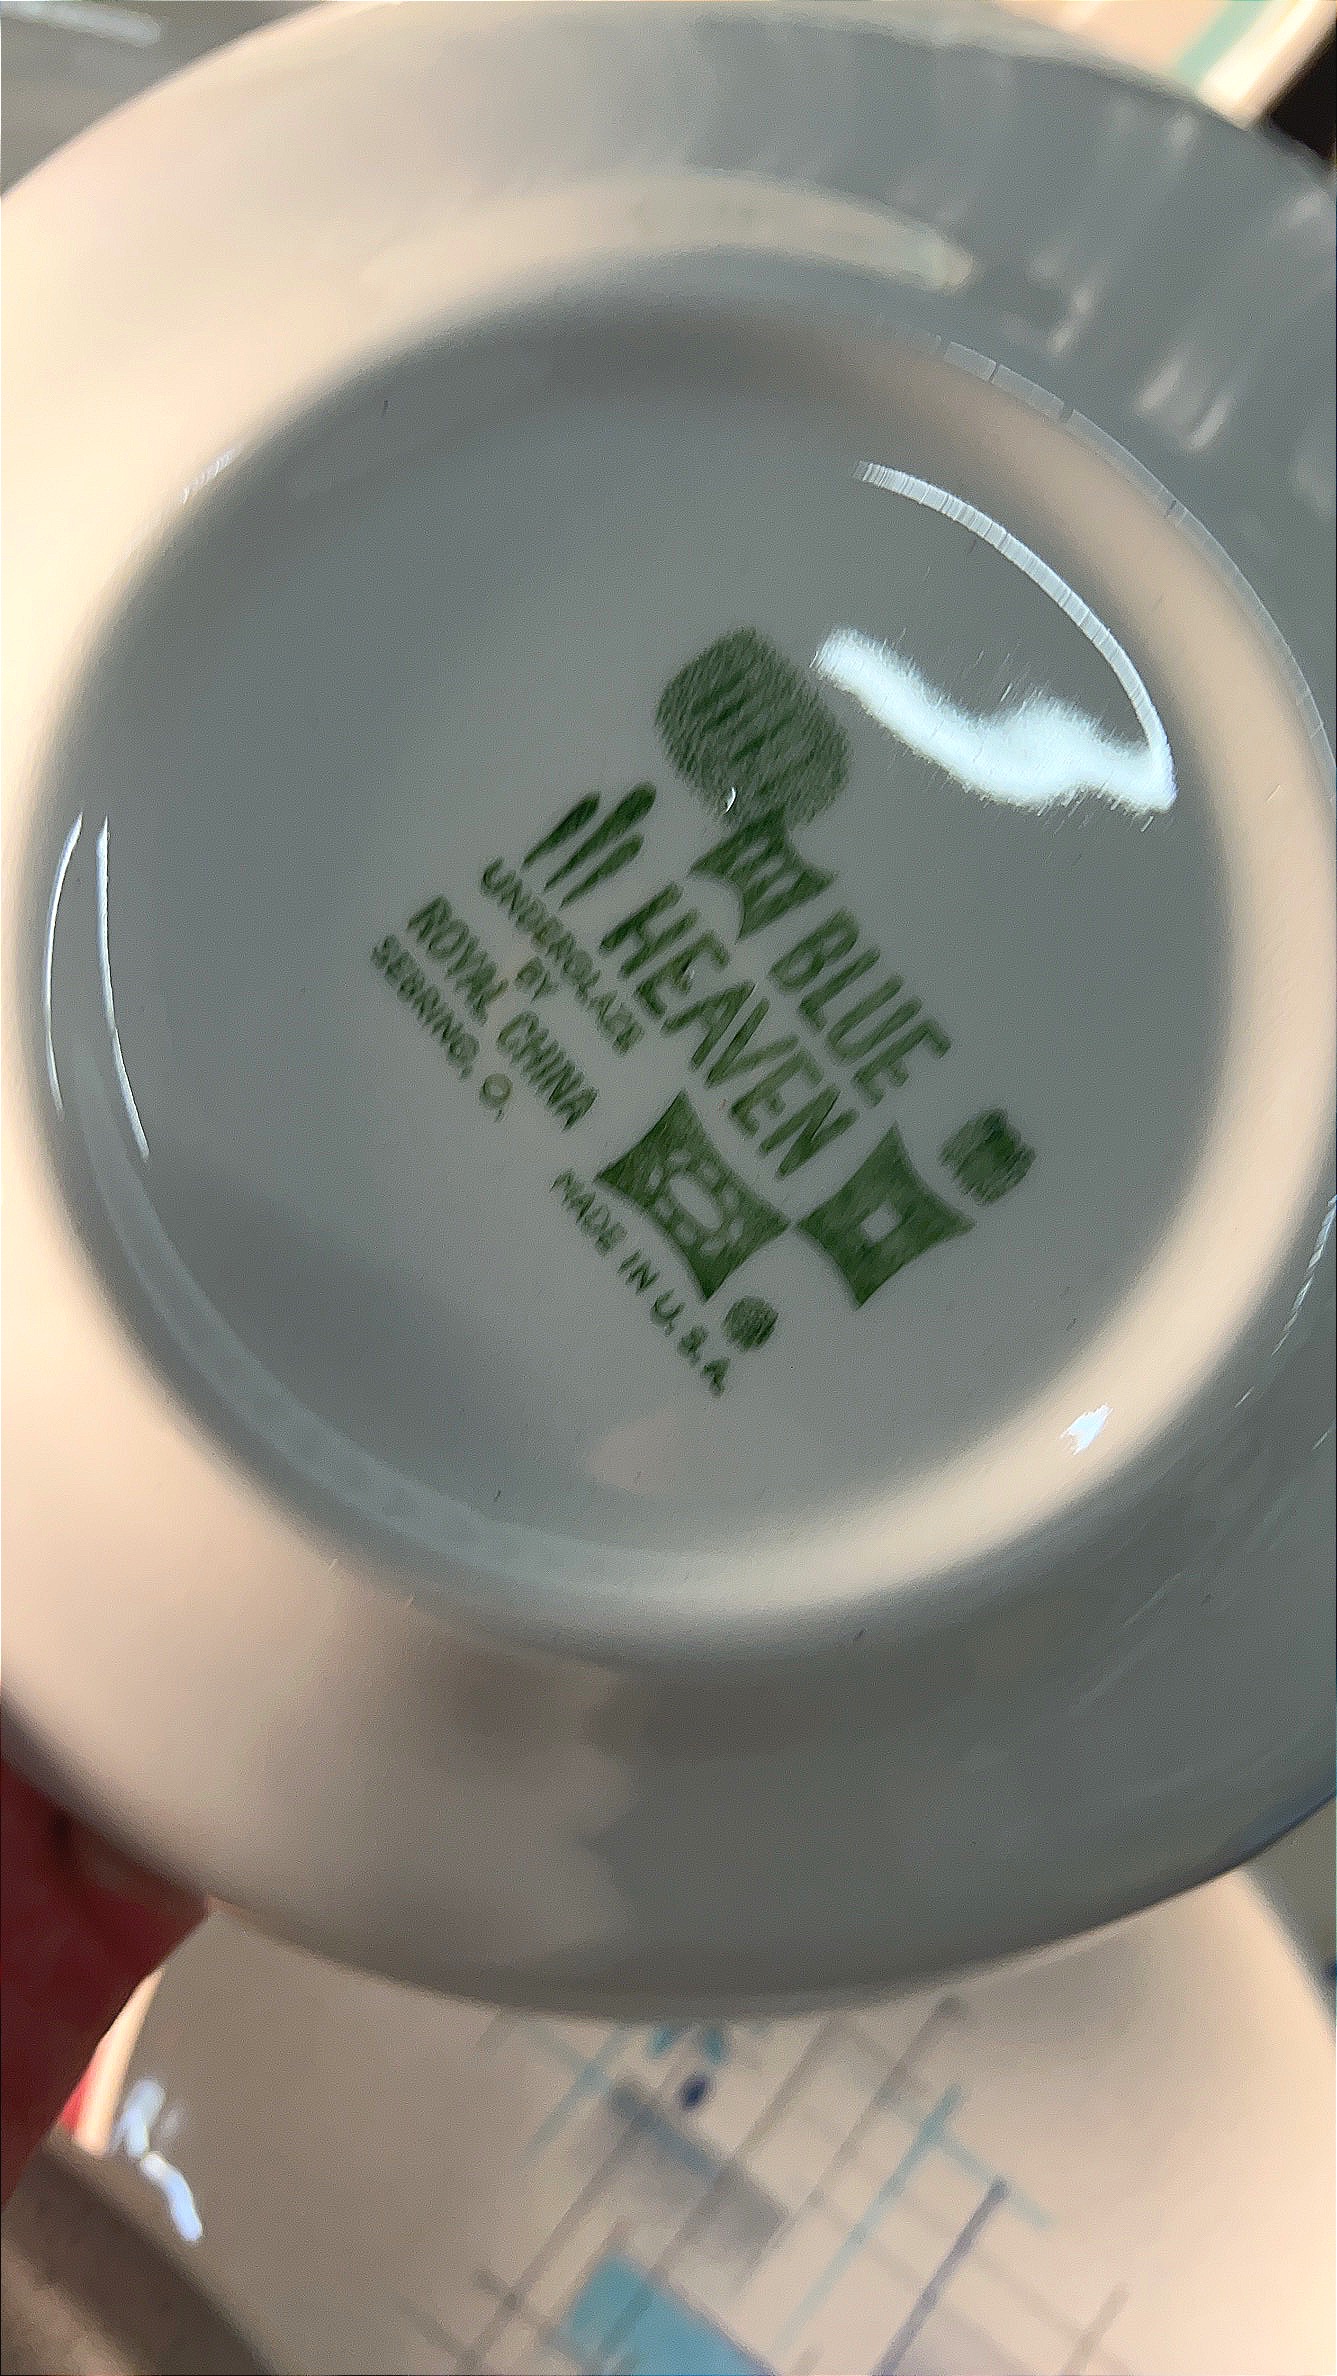 BLUE
HEAVEN
UNDERGLAZE
BY
ROYAL CHINA
SEBRING, O,
MADE IN U.S.A.